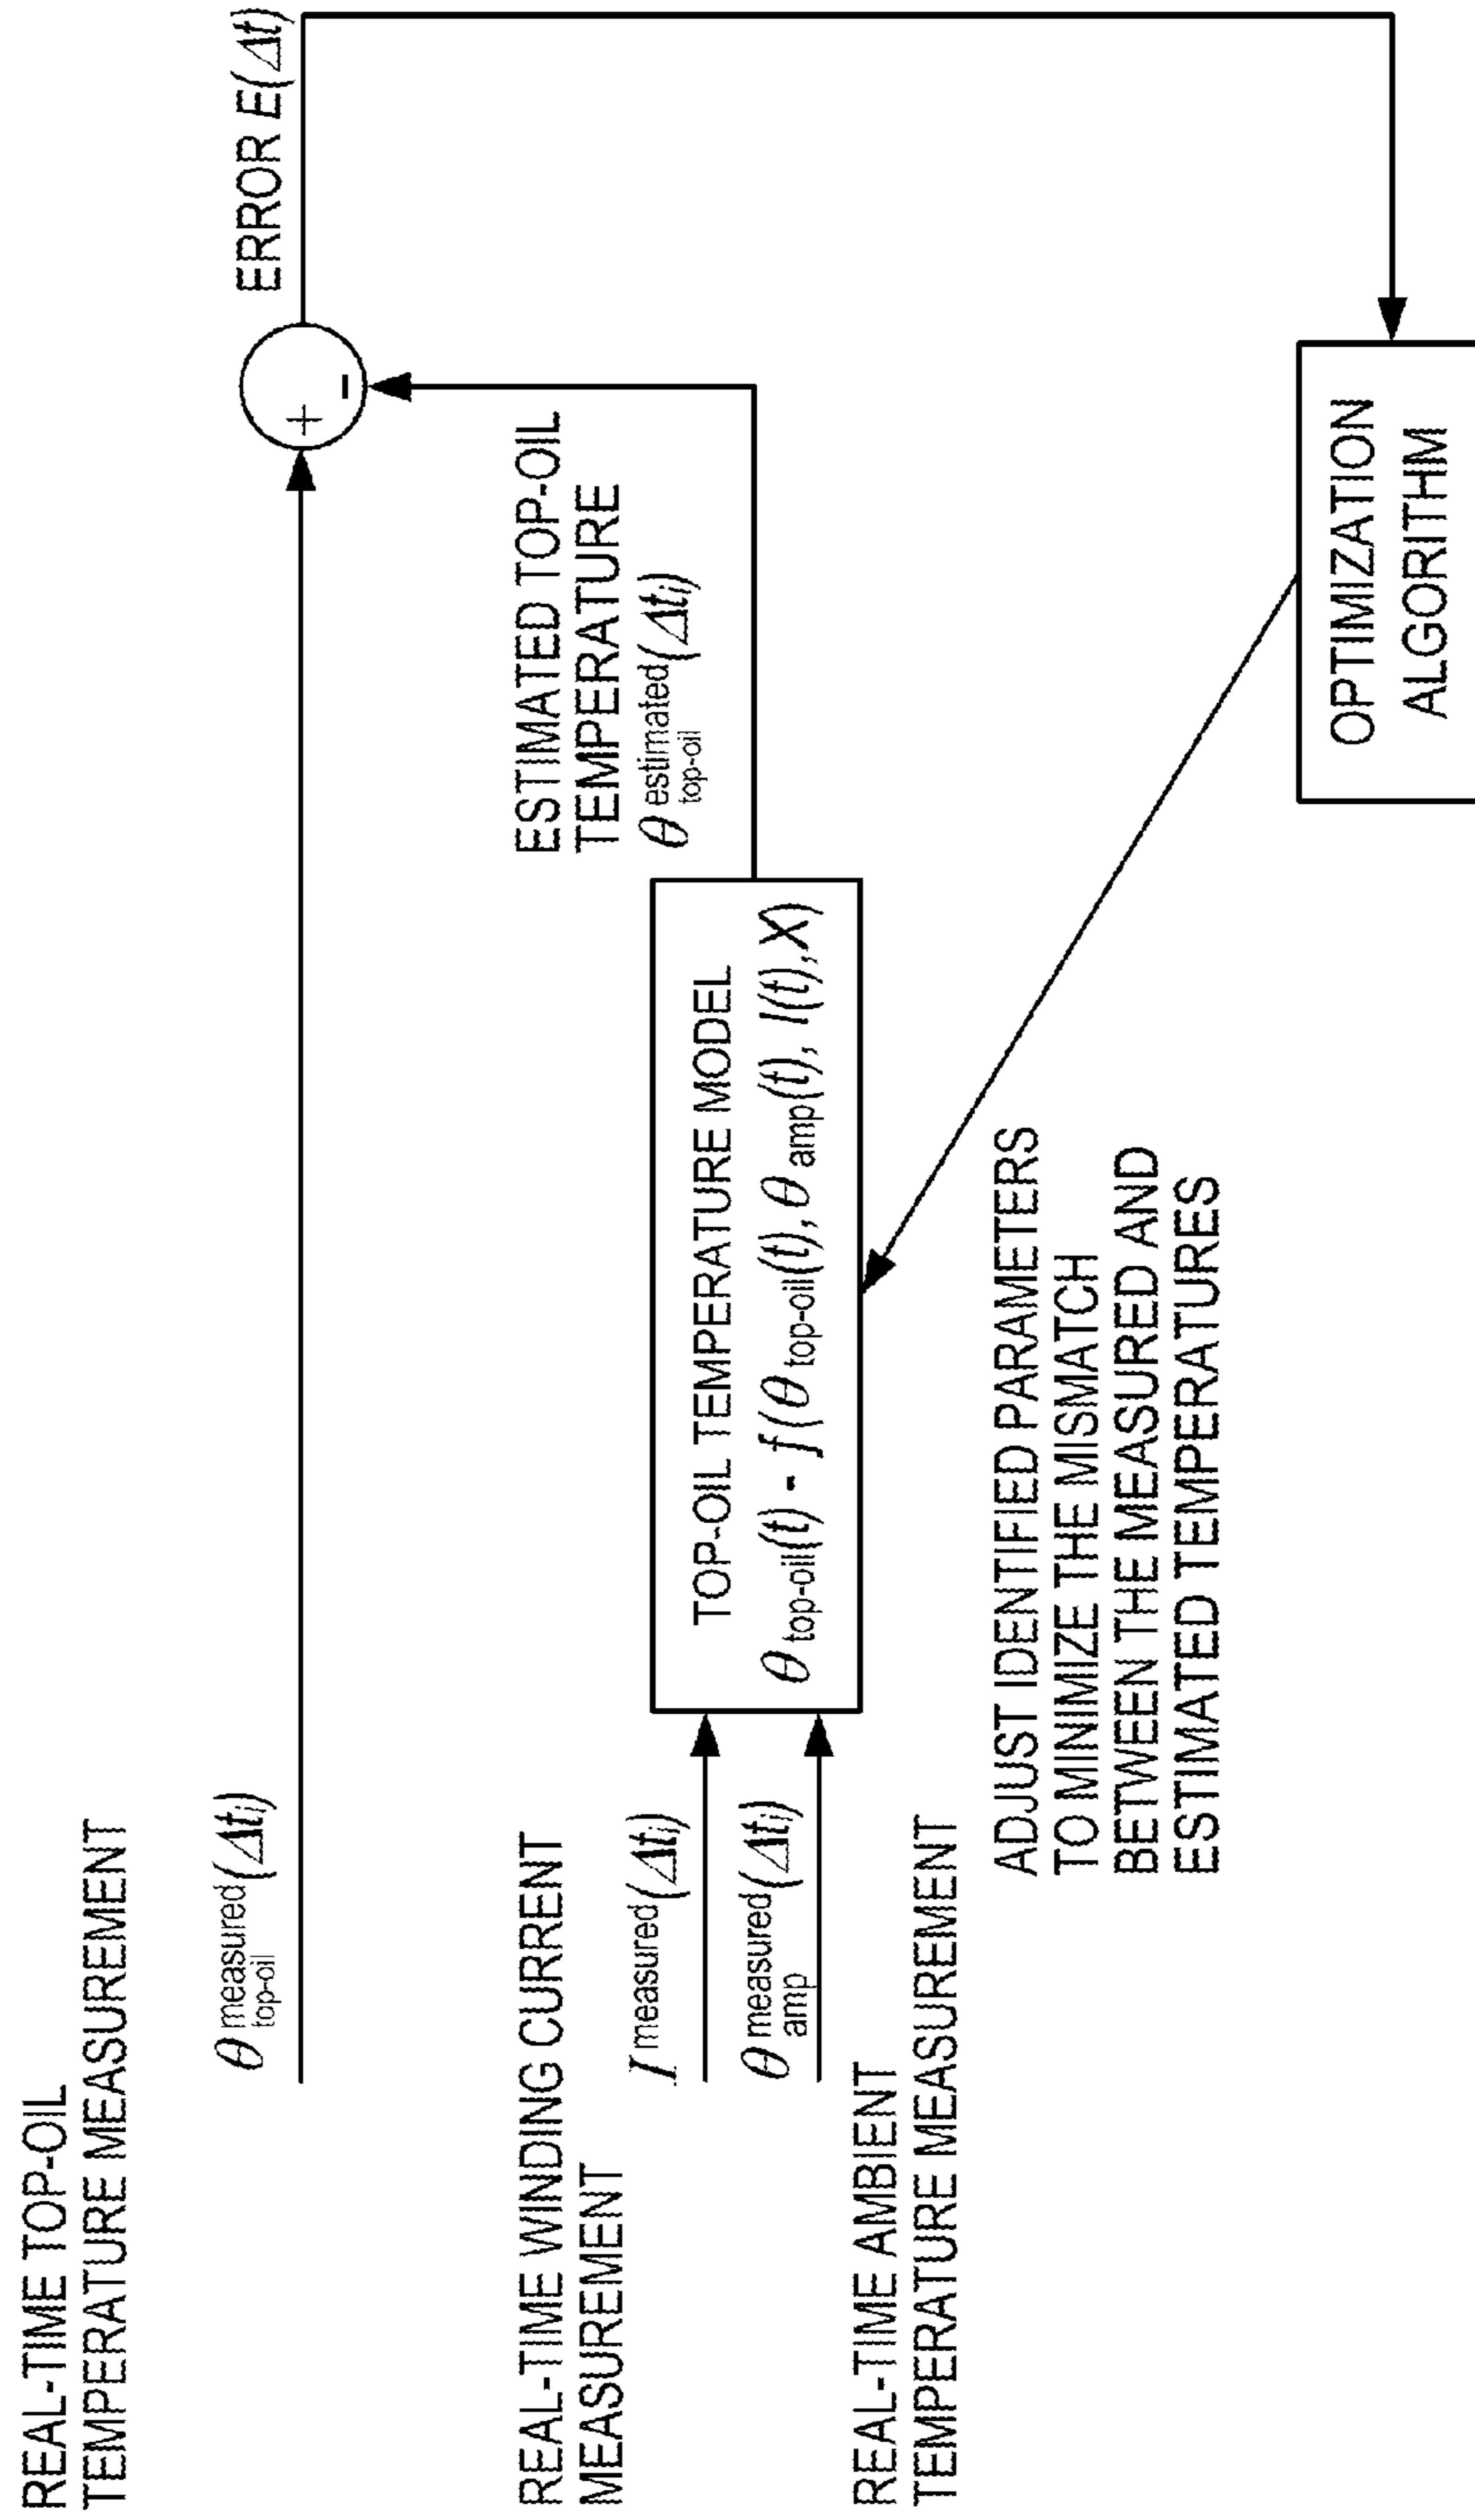 REAL-TIME TOP-OIL
TEMPERATURE MEASUREMENT
θ measured top-oil (Δtᵢ)
ERROR E(Δt)
+
-
REAL-TIME WINDING CURRENT
MEASUREMENT
I measured (Δtᵢ)
θ measured amp (Δtᵢ)
REAL-TIME AMBIENT
TEMPERATURE MEASUREMENT
TOP-OIL TEMPERATURE MODEL
θ top-oil(t) - f(θ top-oil(t), θ amp(t), I(t),X)
ESTIMATED TOP-OIL
TEMPERATURE
θ estimated top-oil (Δtᵢ)
ADJUST IDENTIFIED PARAMETERS
TO MINIMIZE THE MISMATCH
BETWEEN THE MEASURED AND
ESTIMATED TEMPERATURES
OPTIMIZATION
ALGORITHM